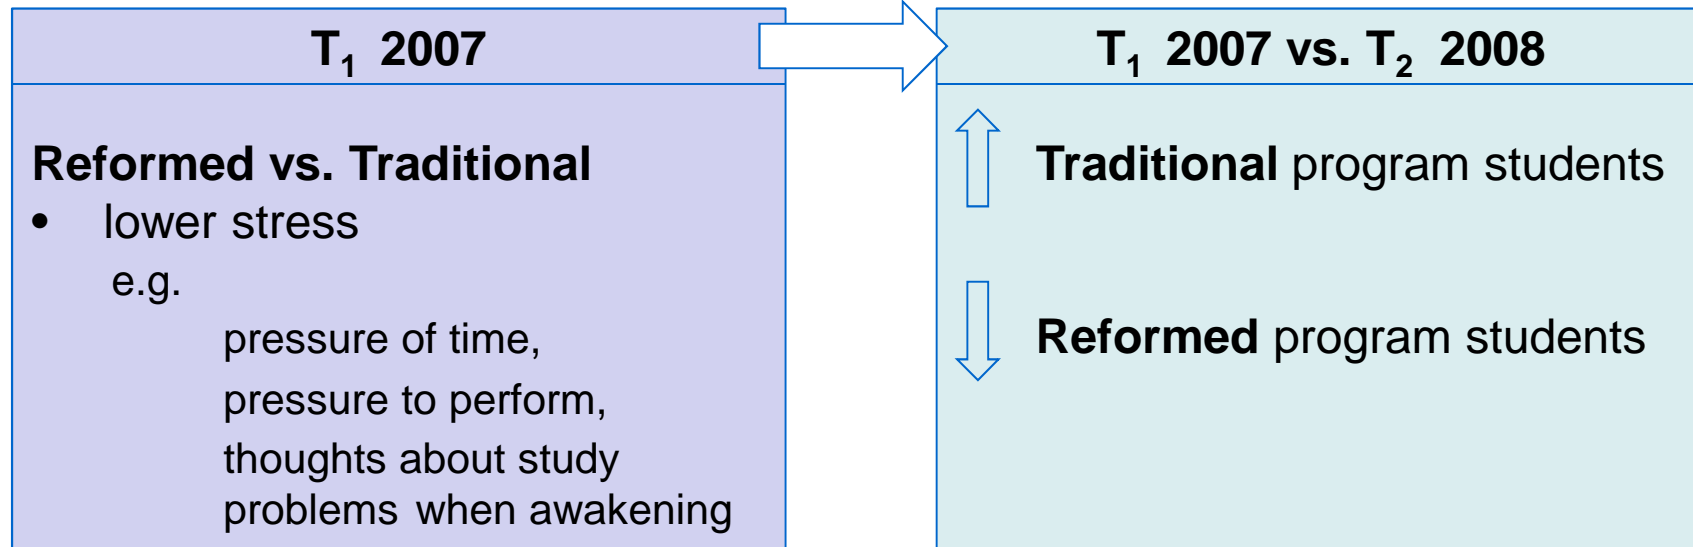 T₁ 2007
Reformed vs. Traditional
• lower stress
e.g.
pressure of time,
pressure to perform,
thoughts about study
problems when awakening
T₁ 2007 vs. T₂ 2008
Traditional program students
Reformed program students